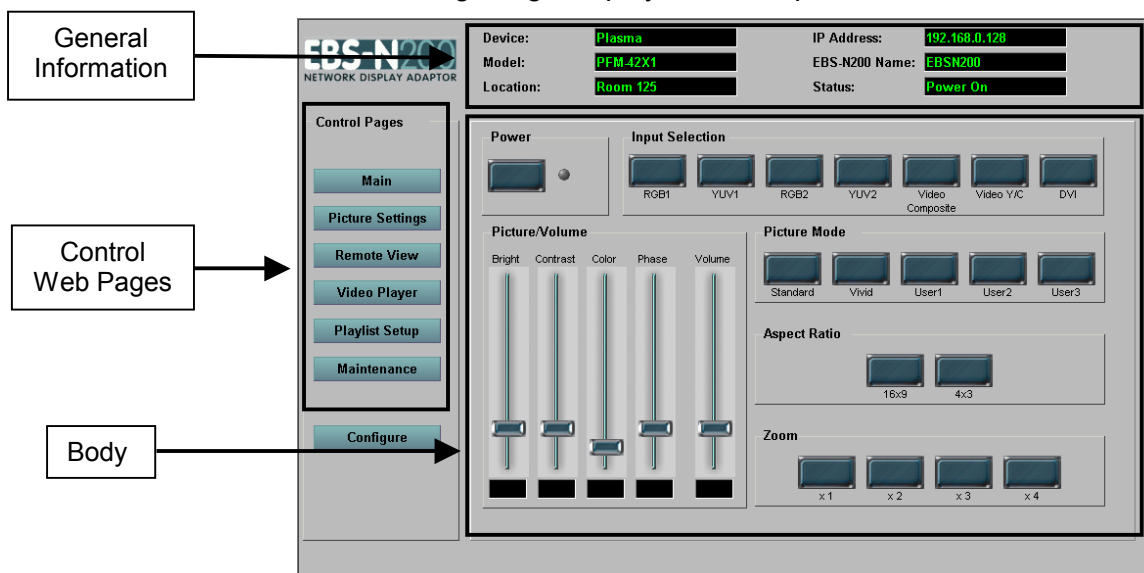 General
Information
Control
Web Pages
Body
EBS-N200
NETWORK DISPLAY ADAPTOR
Device: Plasma IP Address: 192.168.0.128
Model: PFM-42X1 EBS-N200 Name: EBSN200
Location: Room 125 Status: Power On
Control Pages
Main
Picture Settings
Remote View
Video Player
Playlist Setup
Maintenance
Configure
Power
Input Selection
RGB1 YUV1 RGB2 YUV2 Video Composite Video Y/C DVI
Picture/Volume
Bright Contrast Color Phase Volume
Picture Mode
Standard Vivid User1 User2 User3
Aspect Ratio
16x9 4x3
Zoom
x 1 x 2 x 3 x 4